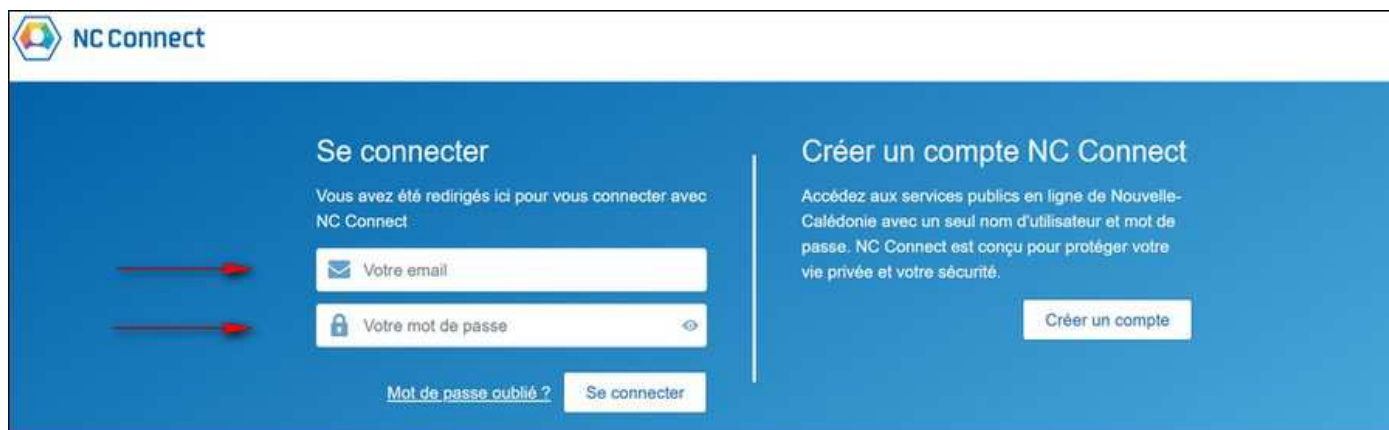 NC Connect
Se connecter
Vous avez été redirigés ici pour vous connecter avec
NC Connect
Votre email
Votre mot de passe
Mot de passe oublié ?
Se connecter
Créer un compte NC Connect
Accédez aux services publics en ligne de Nouvelle-
Calédonie avec un seul nom d'utilisateur et mot de
passe. NC Connect est conçu pour protéger votre
vie privée et votre sécurité.
Créer un compte